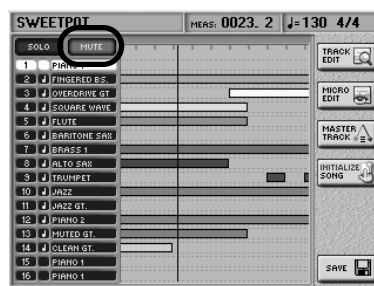 SWEETPOT MEAS: 0023. 2 ♩=130 4/4
SOLO MUTE
1 PIANO 1
2 FINGERED BS.
3 OVERDRIVE GT
4 SQUARE WAVE
5 FLUTE
6 BARITONE SAX
7 BRASS 1
8 ALTO SAX
9 TRUMPET
10 JAZZ
11 JAZZ GT.
12 PIANO 2
13 MUTED GT.
14 CLEAN GT.
15 PIANO 1
16 PIANO 1
TRACK EDIT
MICRO EDIT
MASTER TRACK
INITIALIZE SONG
SAVE